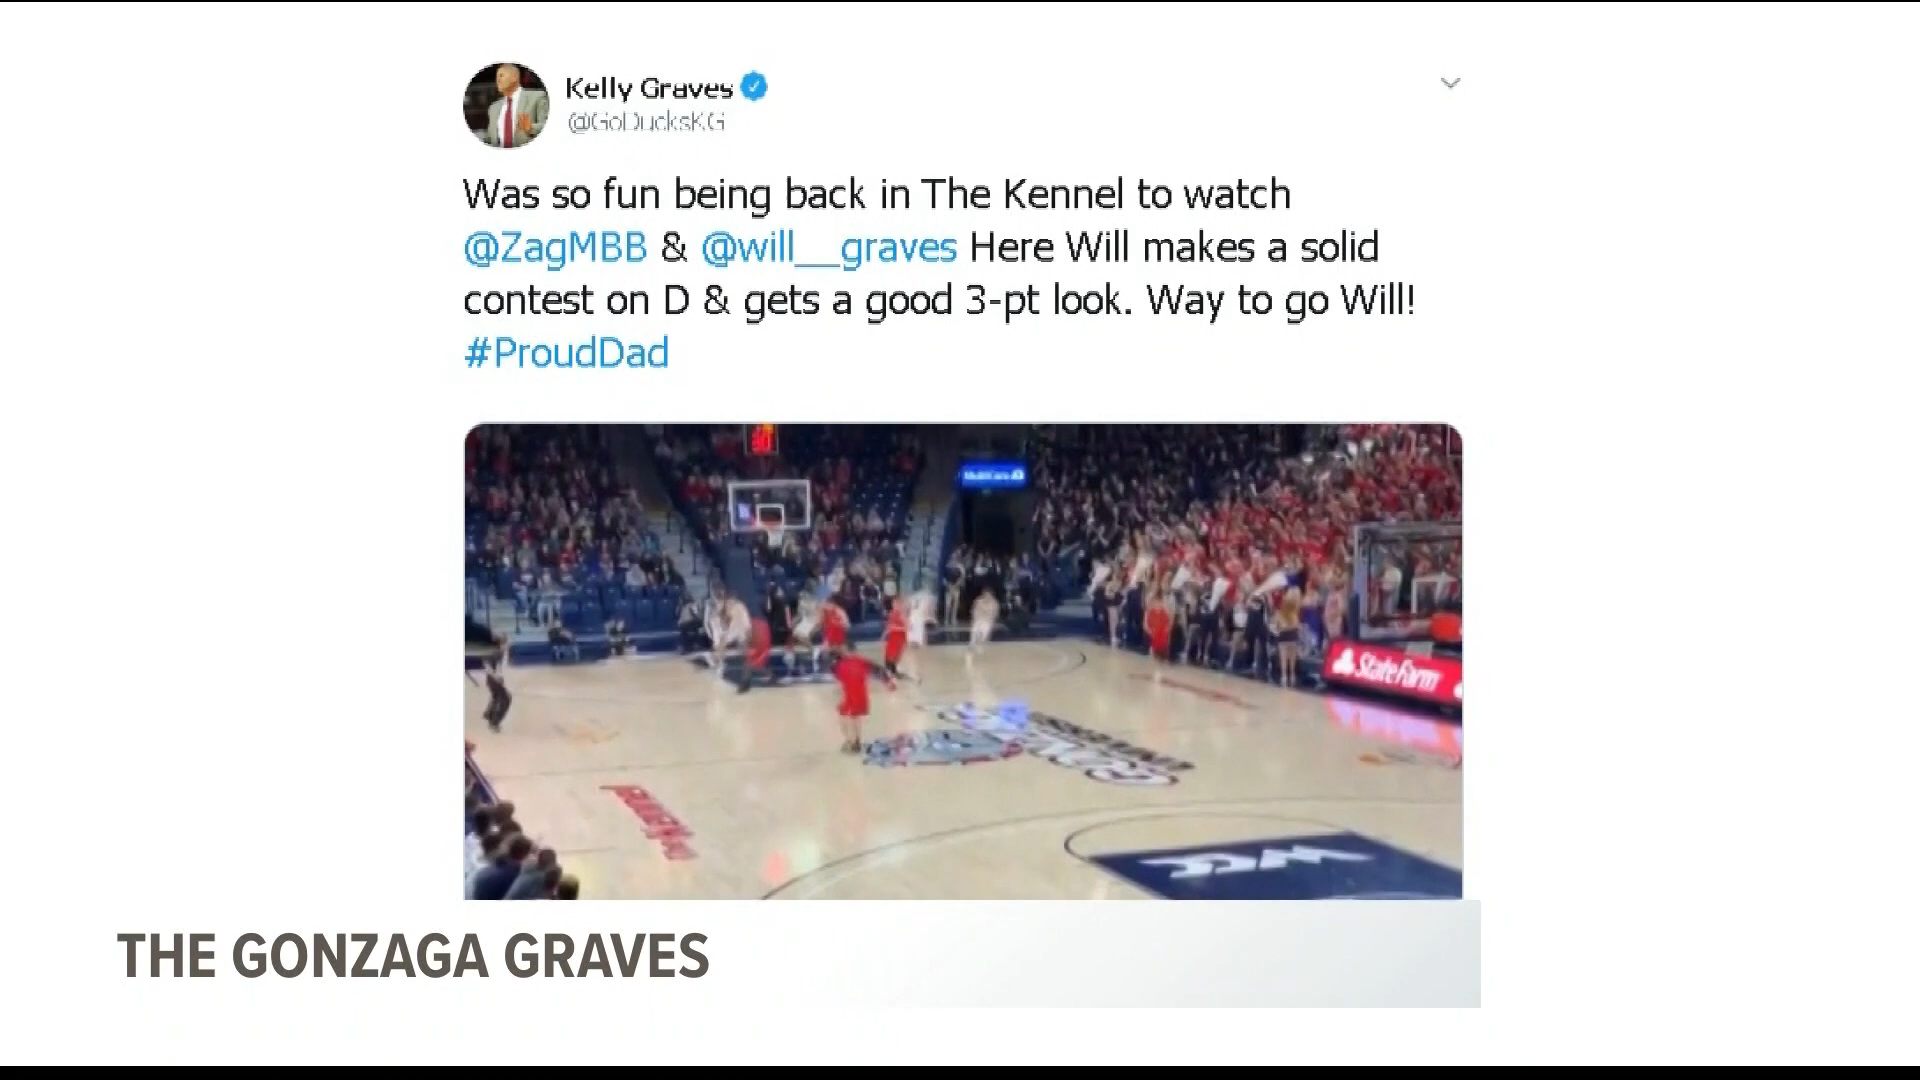 Kelly Graves
@GoDucksKG
Was so fun being back in The Kennel to watch
@ZagMBB & @will__graves Here Will makes a solid
contest on D & gets a good 3-pt look. Way to go Will!
#ProudDad
State Farm
THE GONZAGA GRAVES